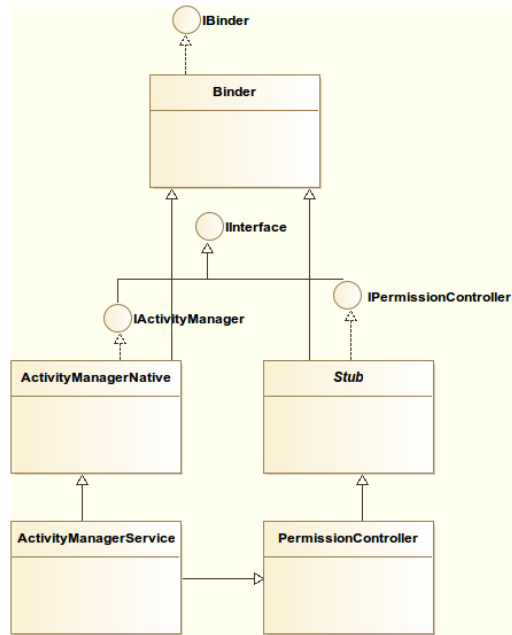 IBinder
Binder
IInterface
IPermissionController
IActivityManager
ActivityManagerNative
Stub
ActivityManagerService
PermissionController